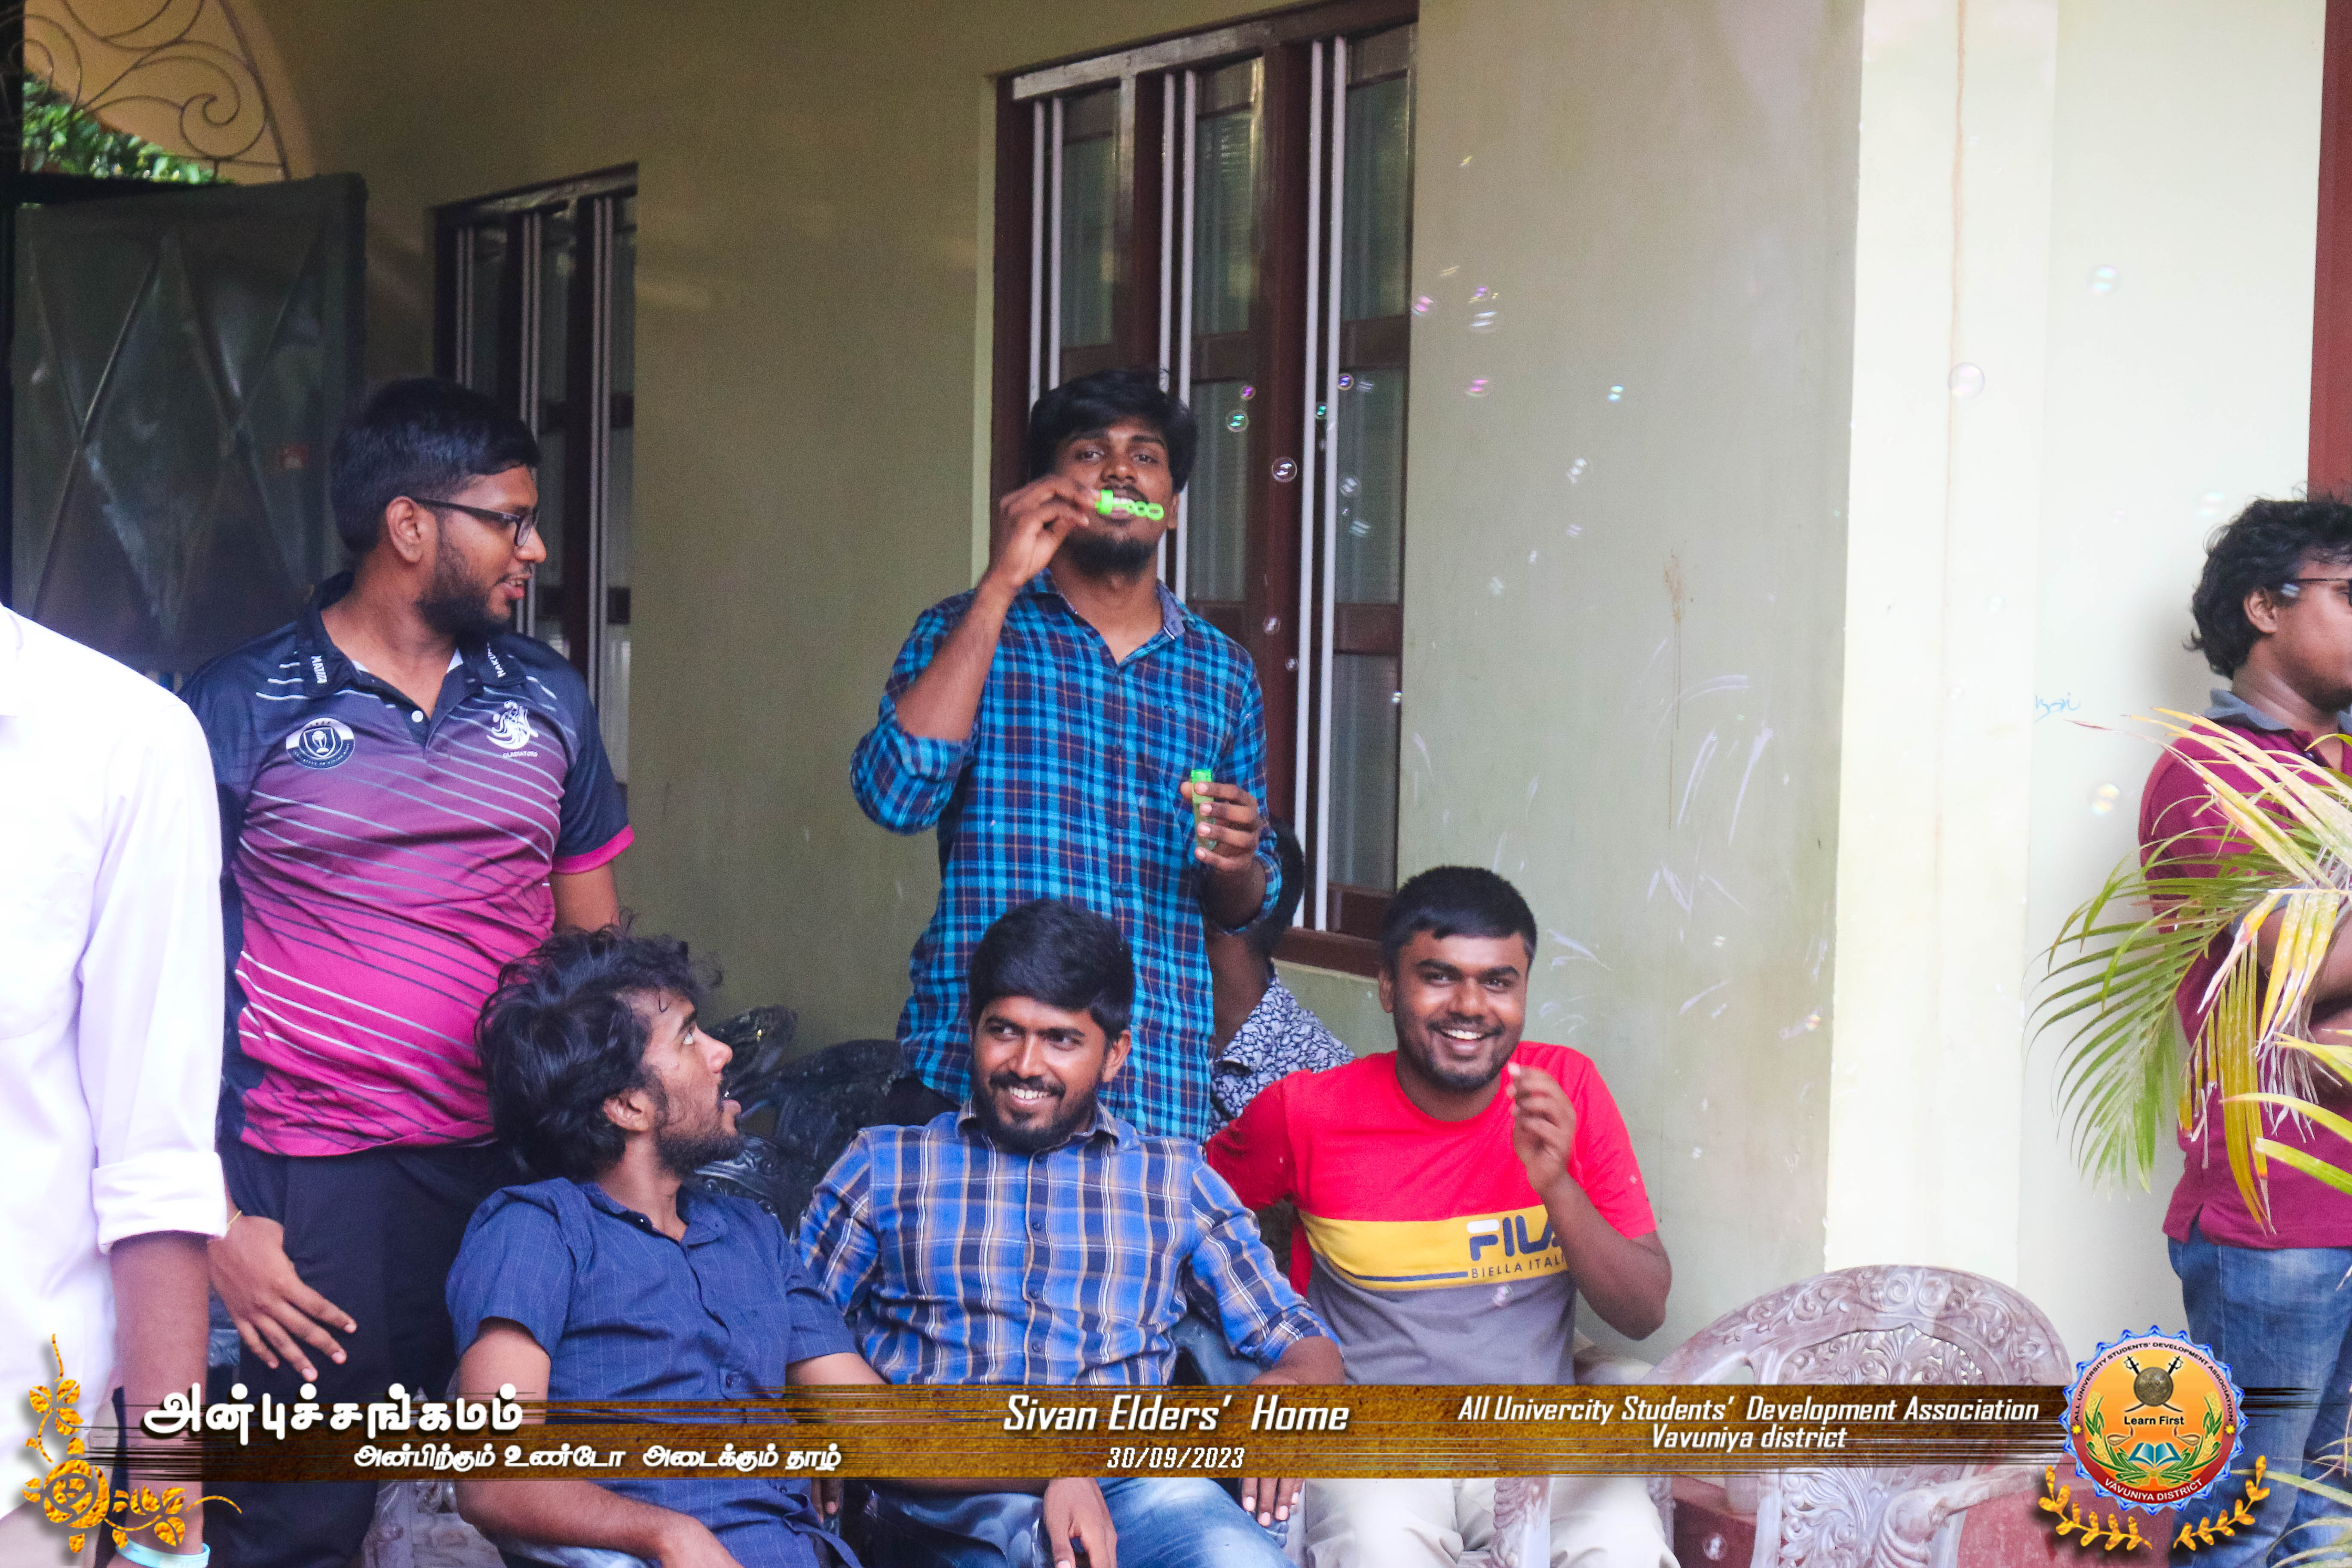 FILA
BIELLA ITALI
அன்புச்சங்கமம்
அன்பிற்கும் உண்டோ அடைக்கும் தாழ்
Sivan Elders' Home
30/09/2023
All Univercity Students' Development Association
Vavuniya district
ALL UNIVERSITY STUDENTS' DEVELOPMENT ASSOCIATION
Learn First
VAVUNIYA DISTRICT